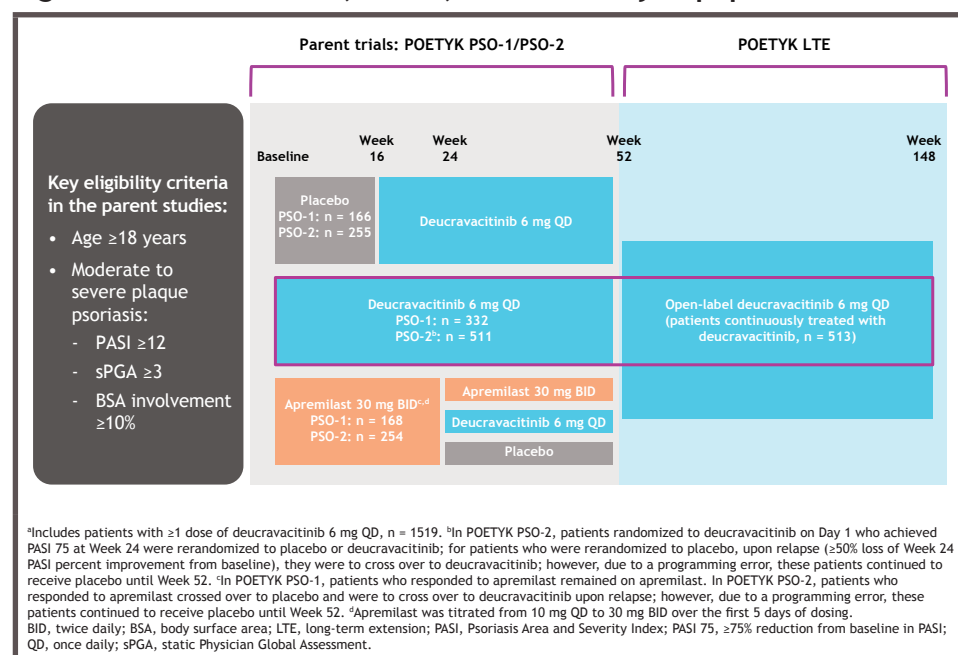 Parent trials: POETYK PSO-1/PSO-2
POETYK LTE
Baseline
Week
16
Week
24
Week
52
Week
148
Key eligibility criteria
in the parent studies:
• Age ≥18 years
• Moderate to
severe plaque
psoriasis:
- PASI ≥12
- sPGA ≥3
- BSA involvement
≥10%
Placebo
PSO-1: n = 166
PSO-2: n = 255
Deucravacitinib 6 mg QD
Deucravacitinib 6 mg QD
PSO-1: n = 332
PSO-2ᵇ: n = 511
Open-label deucravacitinib 6 mg QD
(patients continuously treated with
deucravacitinib, n = 513)
Apremilast 30 mg BIDᶜ,ᵈ
PSO-1: n = 168
PSO-2: n = 254
Apremilast 30 mg BID
Deucravacitinib 6 mg QD
Placebo
ᵃIncludes patients with ≥1 dose of deucravacitinib 6 mg QD, n = 1519. ᵇIn POETYK PSO-2, patients randomized to deucravacitinib on Day 1 who achieved
PASI 75 at Week 24 were rerandomized to placebo or deucravacitinib; for patients who were rerandomized to placebo, upon relapse (≥50% loss of Week 24
PASI percent improvement from baseline), they were to cross over to deucravacitinib; however, due to a programming error, these patients continued to
receive placebo until Week 52. ᶜIn POETYK PSO-1, patients who responded to apremilast remained on apremilast. In POETYK PSO-2, patients who
responded to apremilast crossed over to placebo and were to cross over to deucravacitinib upon relapse; however, due to a programming error, these
patients continued to receive placebo until Week 52. ᵈApremilast was titrated from 10 mg QD to 30 mg BID over the first 5 days of dosing.
BID, twice daily; BSA, body surface area; LTE, long-term extension; PASI, Psoriasis Area and Severity Index; PASI 75, ≥75% reduction from baseline in PASI;
QD, once daily; sPGA, static Physician Global Assessment.